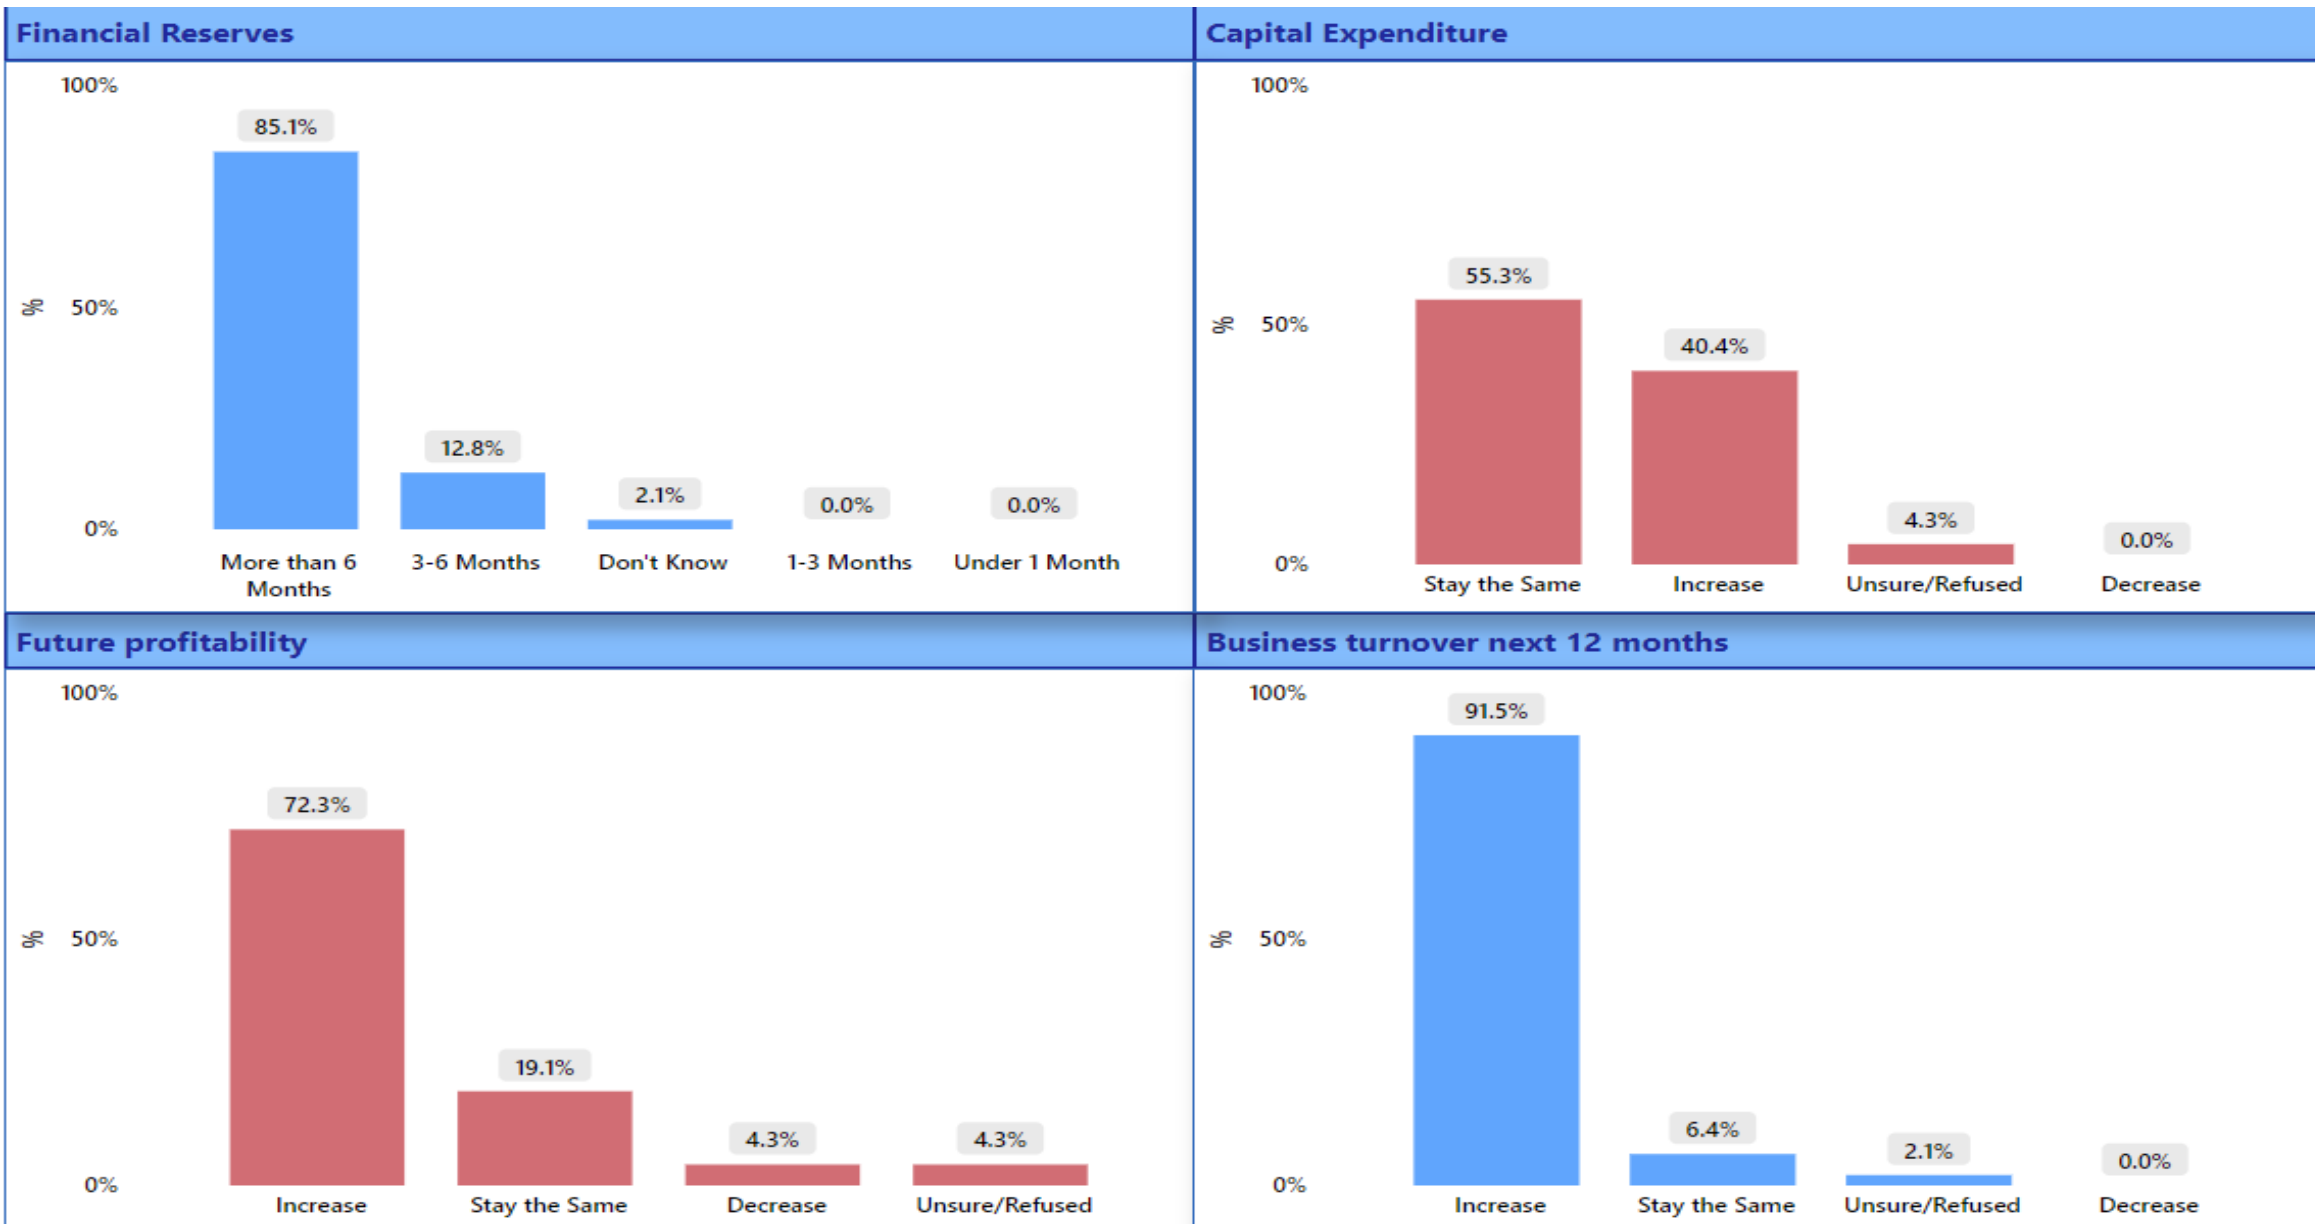 Financial Reserves
100%
85.1%
% 50%
12.8%
2.1%
0.0%
0.0%
0%
More than 6
Months
3-6 Months
Don't Know
1-3 Months
Under 1 Month
Capital Expenditure
100%
55.3%
% 50%
40.4%
4.3%
0.0%
0%
Stay the Same
Increase
Unsure/Refused
Decrease
Future profitability
100%
72.3%
% 50%
19.1%
4.3%
4.3%
0%
Increase
Stay the Same
Decrease
Unsure/Refused
Business turnover next 12 months
100%
91.5%
% 50%
6.4%
2.1%
0.0%
0%
Increase
Stay the Same
Unsure/Refused
Decrease